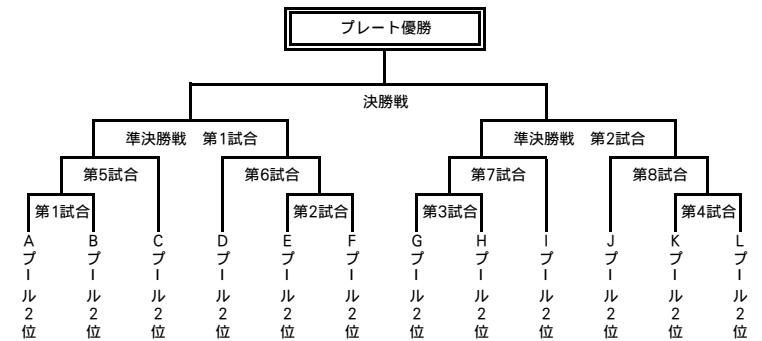 プレート優勝
決勝戦
準決勝戦　第1試合
準決勝戦　第2試合
第5試合
第6試合
第7試合
第8試合
第1試合
第2試合
第3試合
第4試合
Aプール2位
Bプール2位
Cプール2位
Dプール2位
Eプール2位
Fプール2位
Gプール2位
Hプール2位
Iプール2位
Jプール2位
Kプール2位
Lプール2位